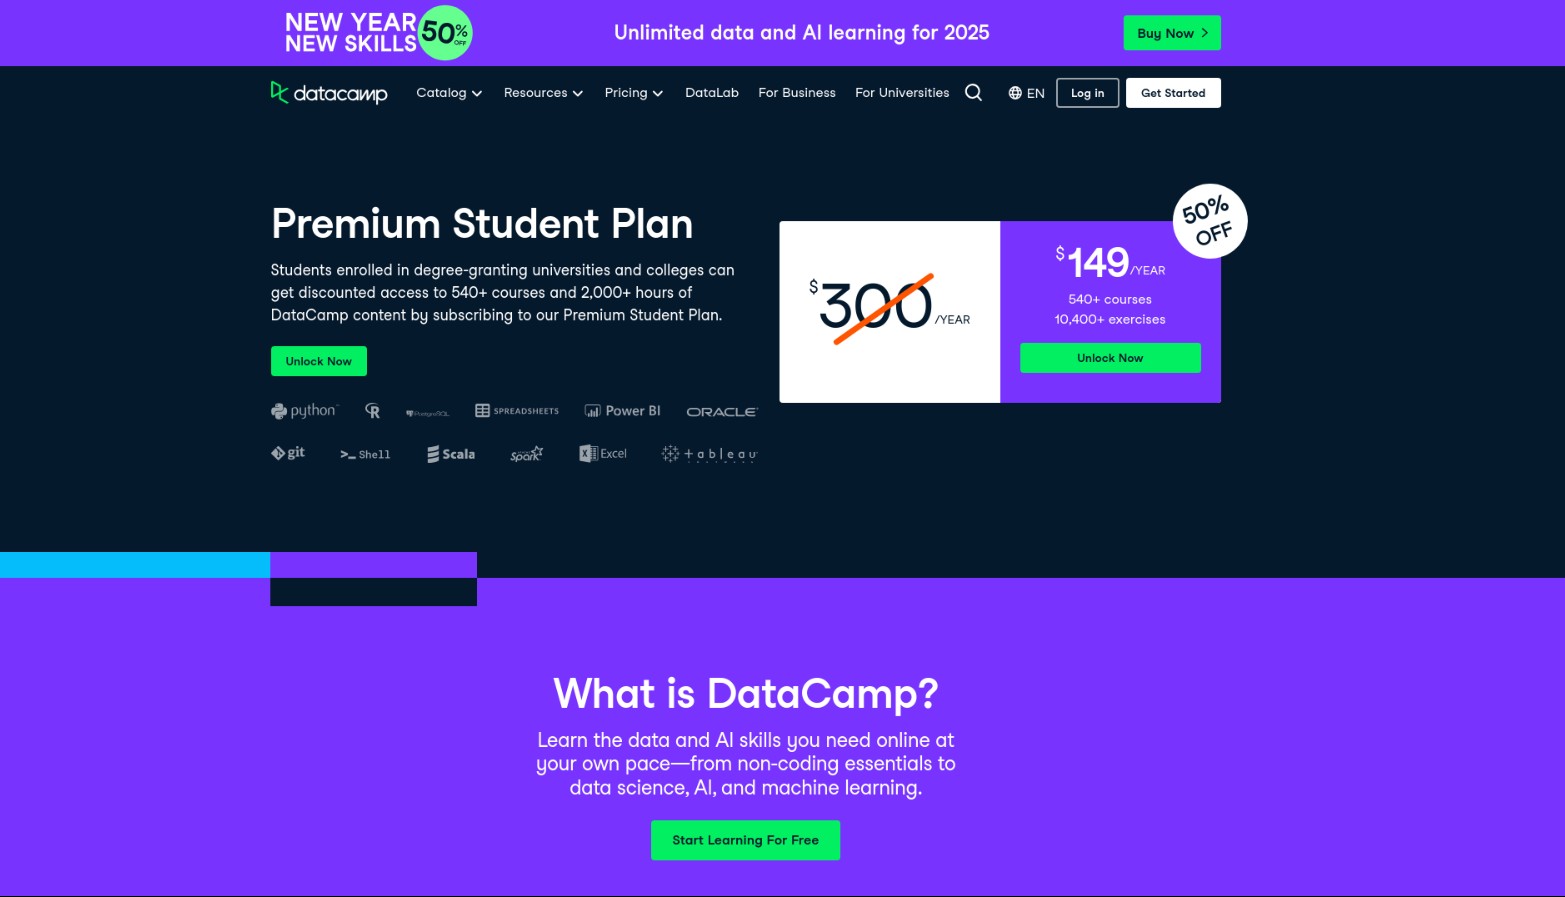 NEW YEAR
NEW SKILLS
50%
OFF
Unlimited data and AI learning for 2025
Buy Now
datacamp
Catalog
Resources
Pricing
DataLab
For Business
For Universities
EN
Log in
Get Started
Premium Student Plan
Students enrolled in degree-granting universities and colleges can
get discounted access to 540+ courses and 2,000+ hours of
DataCamp content by subscribing to our Premium Student Plan.
Unlock Now
python™
R
PostgreSQL
SPREADSHEETS
Power BI
ORACLE
git
>_ Shell
Scala
Spark
X Excel
+ableau
$300/YEAR
50%
OFF
$149/YEAR
540+ courses
10,400+ exercises
Unlock Now
What is DataCamp?
Learn the data and AI skills you need online at
your own pace—from non-coding essentials to
data science, AI, and machine learning.
Start Learning For Free